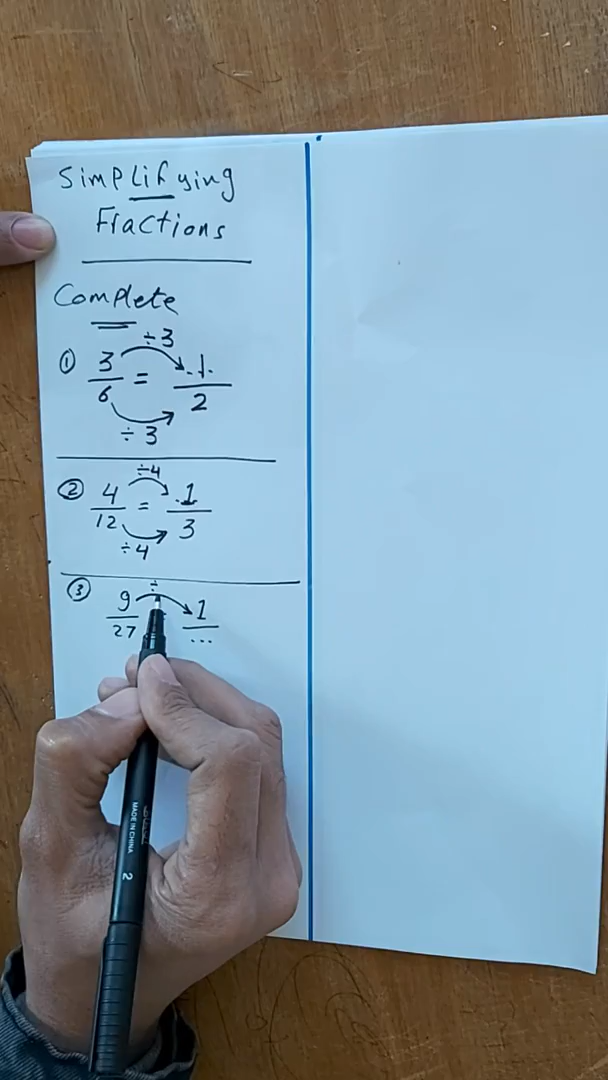 Simplifying
Fractions
Complete
① 3/6 = 1/2
÷3
÷3
② 4/12 = 1/3
÷4
÷4
③ 9/27 1/...
÷
MADE IN CHINA
2